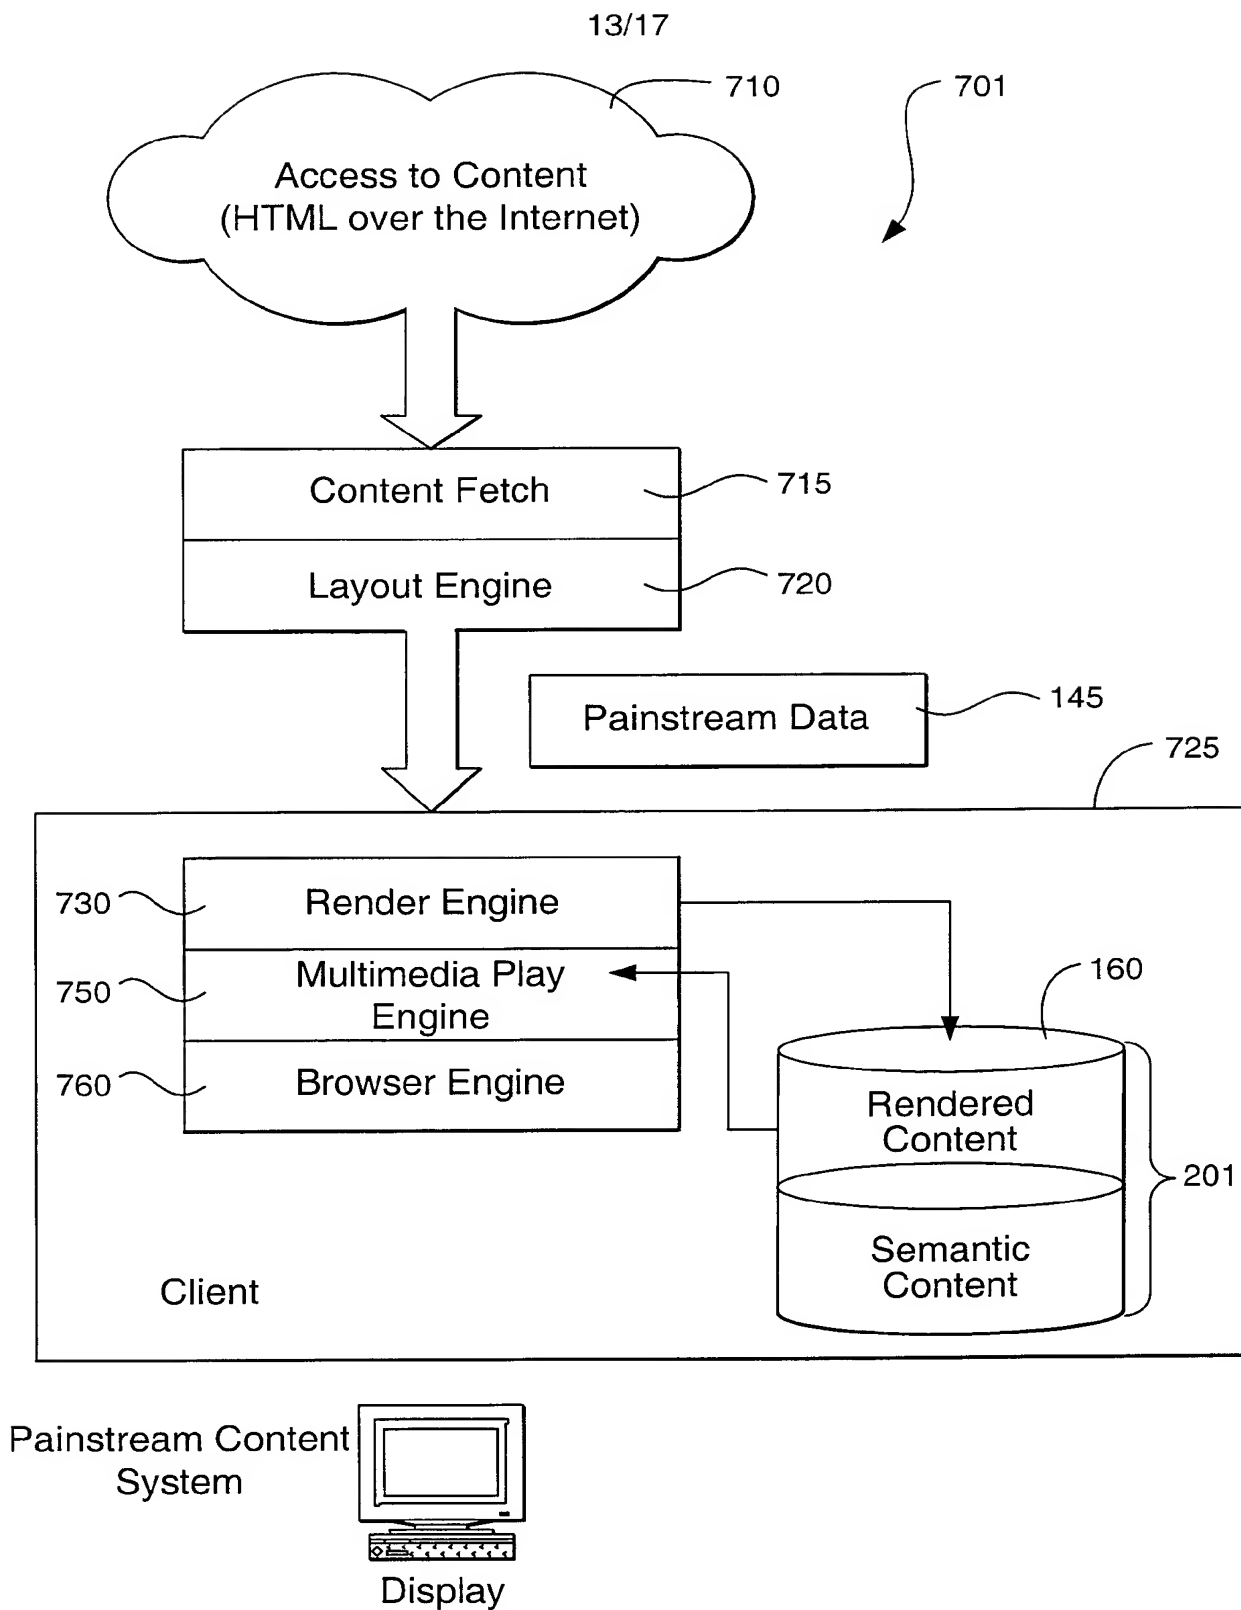 13/17
710
701
Access to Content
(HTML over the Internet)
Content Fetch
715
Layout Engine
720
Painstream Data
145
725
730
Render Engine
750
Multimedia Play
Engine
160
760
Browser Engine
Rendered
Content
201
Semantic
Content
Client
Painstream Content
System
Display